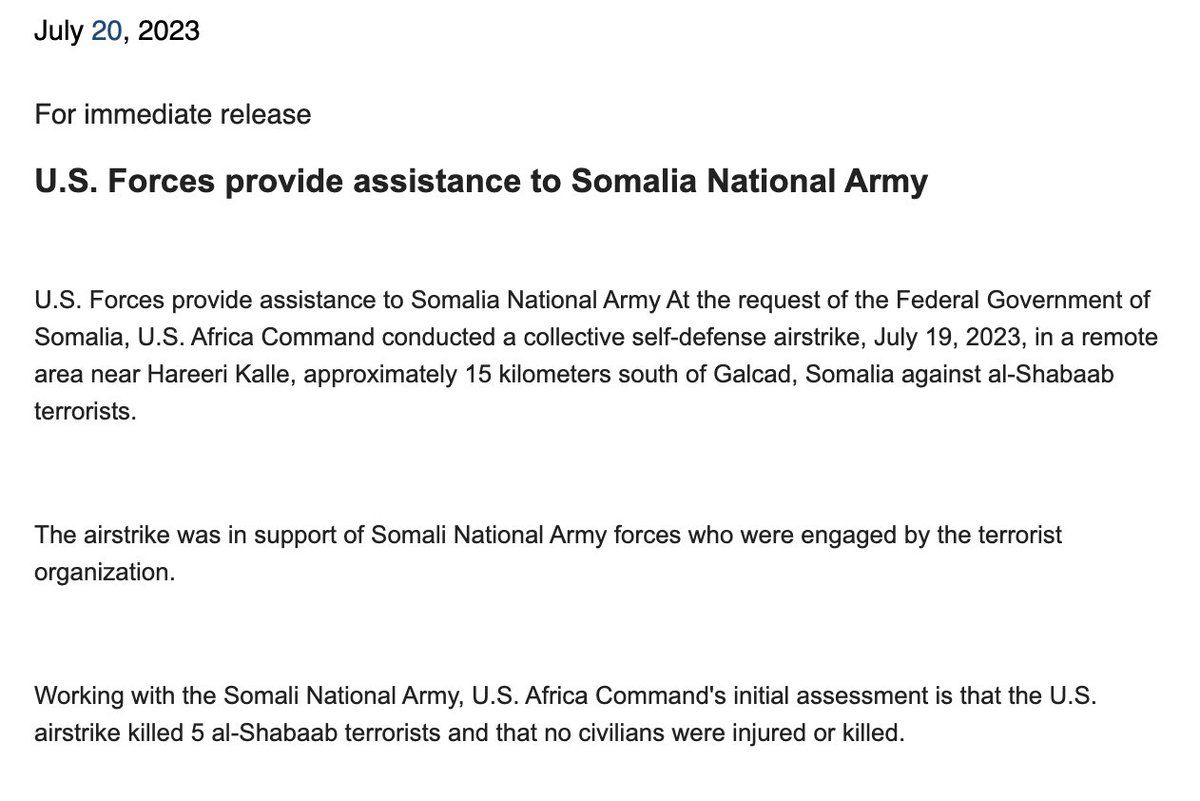 July 20, 2023
For immediate release
U.S. Forces provide assistance to Somalia National Army
U.S. Forces provide assistance to Somalia National Army At the request of the Federal Government of
Somalia, U.S. Africa Command conducted a collective self-defense airstrike, July 19, 2023, in a remote
area near Hareeri Kalle, approximately 15 kilometers south of Galcad, Somalia against al-Shabaab
terrorists.
The airstrike was in support of Somali National Army forces who were engaged by the terrorist
organization.
Working with the Somali National Army, U.S. Africa Command's initial assessment is that the U.S.
airstrike killed 5 al-Shabaab terrorists and that no civilians were injured or killed.